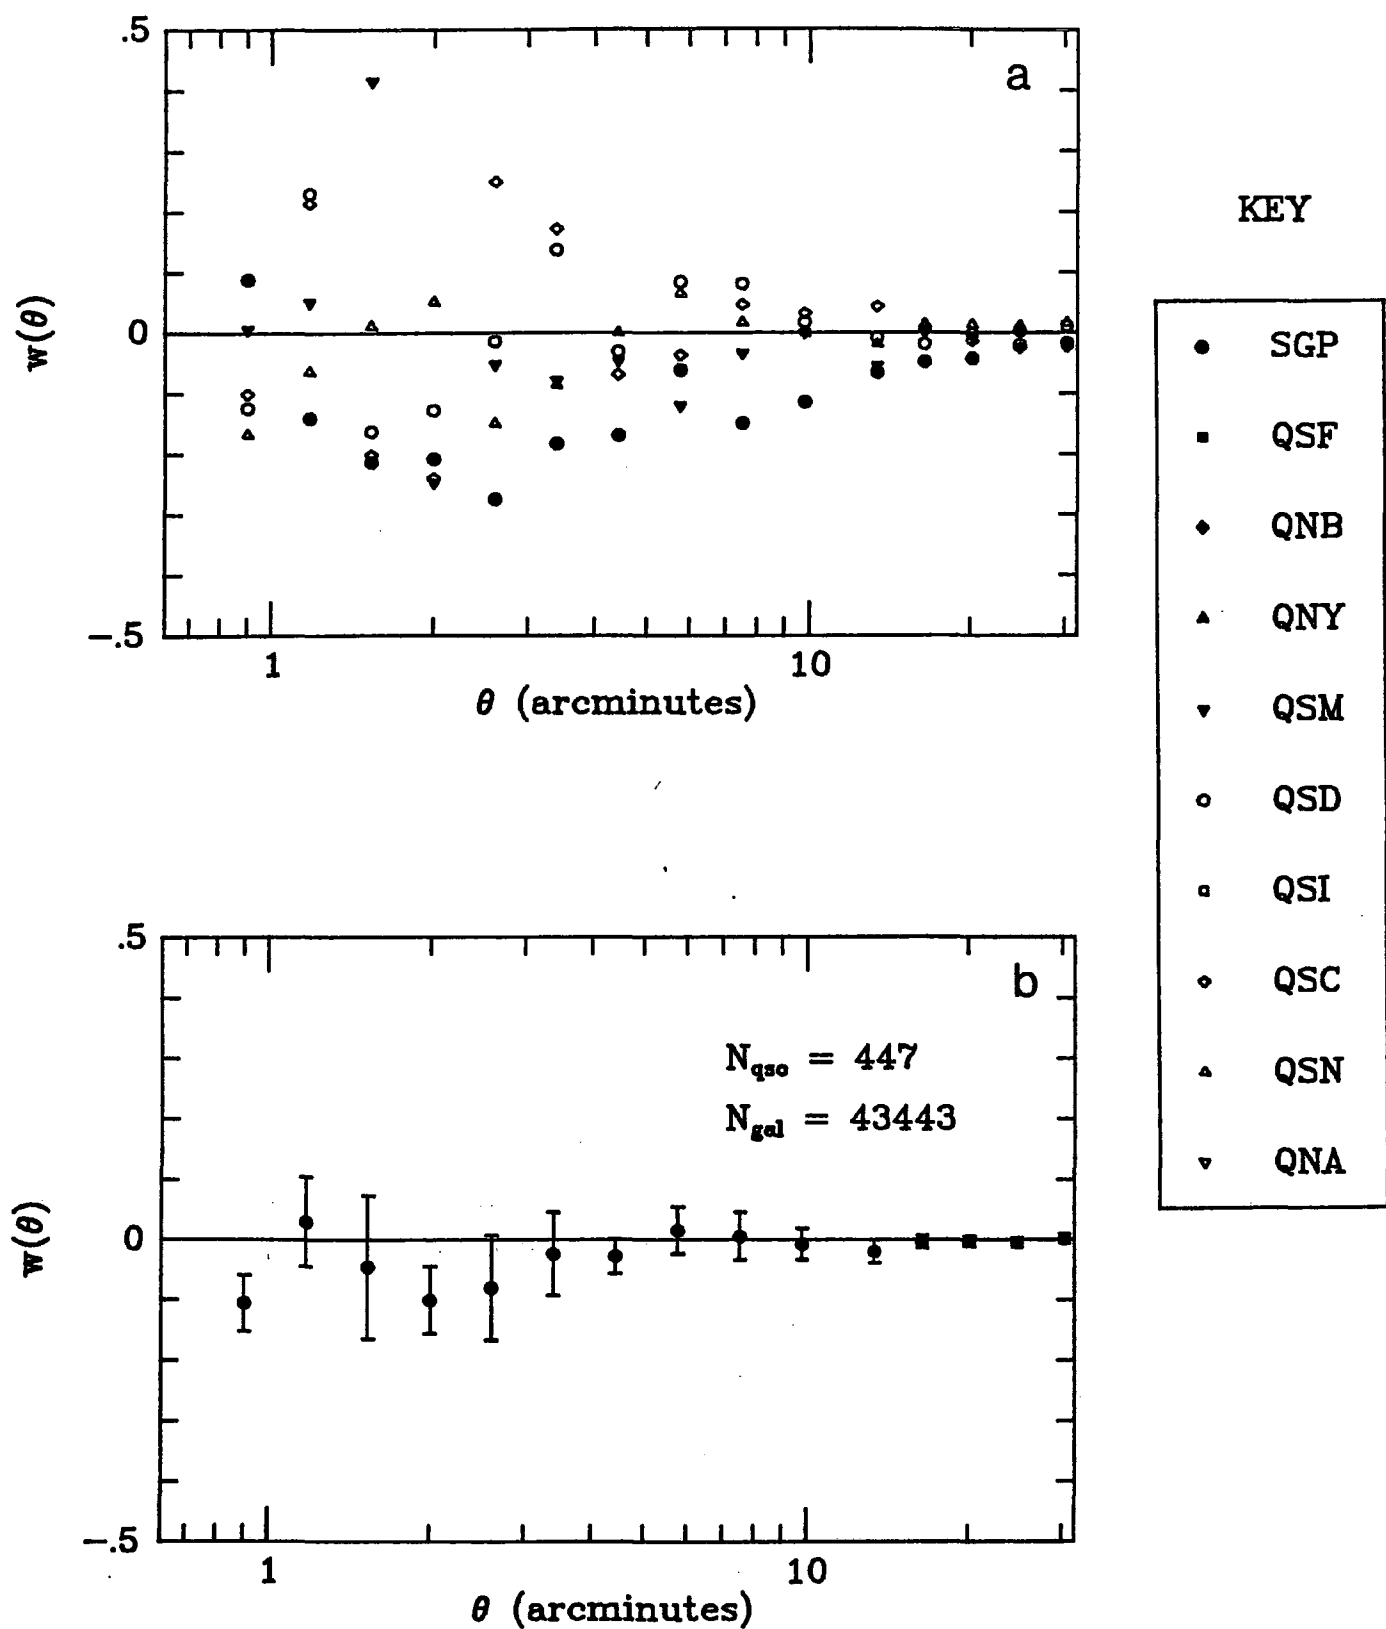 .5
a
w(θ)
0
−.5
1
10
θ (arcminutes)
KEY
SGP
QSF
QNB
QNY
QSM
QSD
QSI
QSC
QSN
QNA
.5
b
N_qso = 447
N_gal = 43443
w(θ)
0
−.5
1
10
θ (arcminutes)